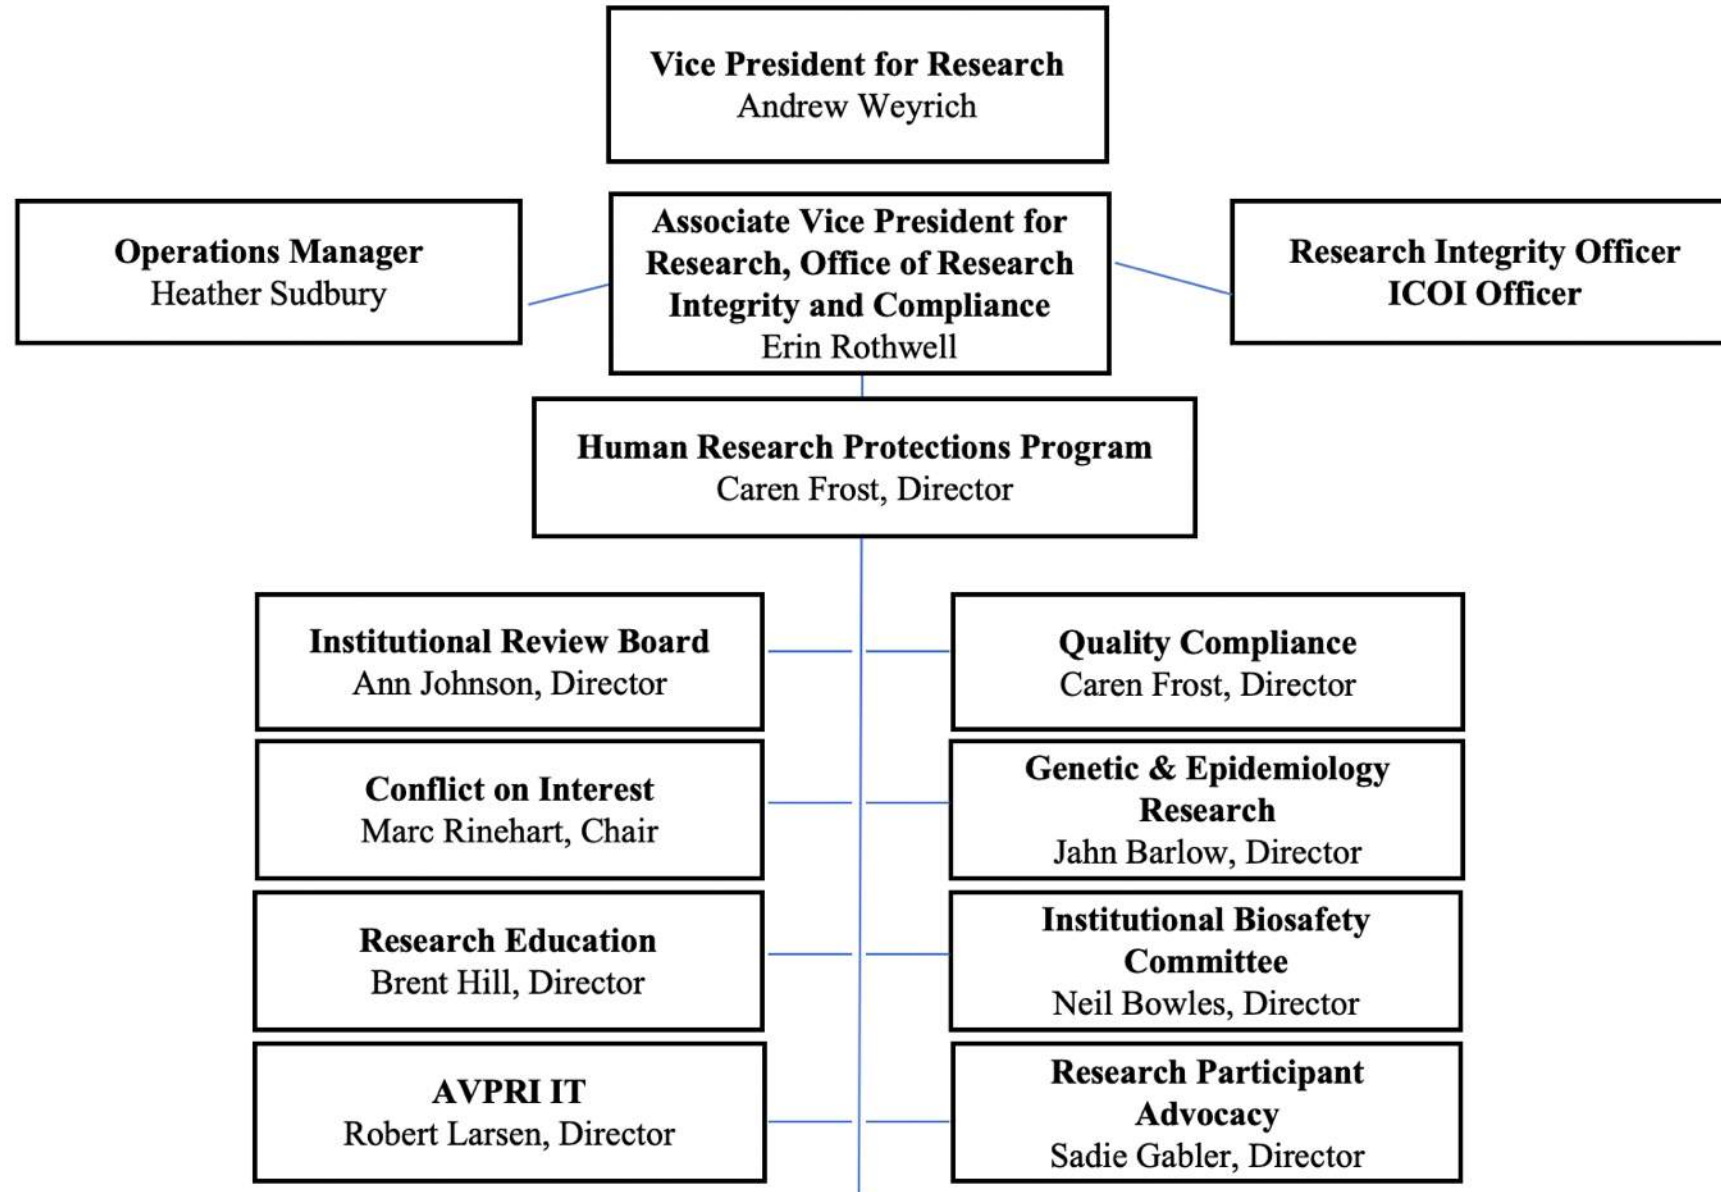 Vice President for Research
Andrew Weyrich
Operations Manager
Heather Sudbury
Associate Vice President for
Research, Office of Research
Integrity and Compliance
Erin Rothwell
Research Integrity Officer
ICOI Officer
Human Research Protections Program
Caren Frost, Director
Institutional Review Board
Ann Johnson, Director
Quality Compliance
Caren Frost, Director
Conflict on Interest
Marc Rinehart, Chair
Genetic & Epidemiology
Research
Jahn Barlow, Director
Research Education
Brent Hill, Director
Institutional Biosafety
Committee
Neil Bowles, Director
AVPRI IT
Robert Larsen, Director
Research Participant
Advocacy
Sadie Gabler, Director